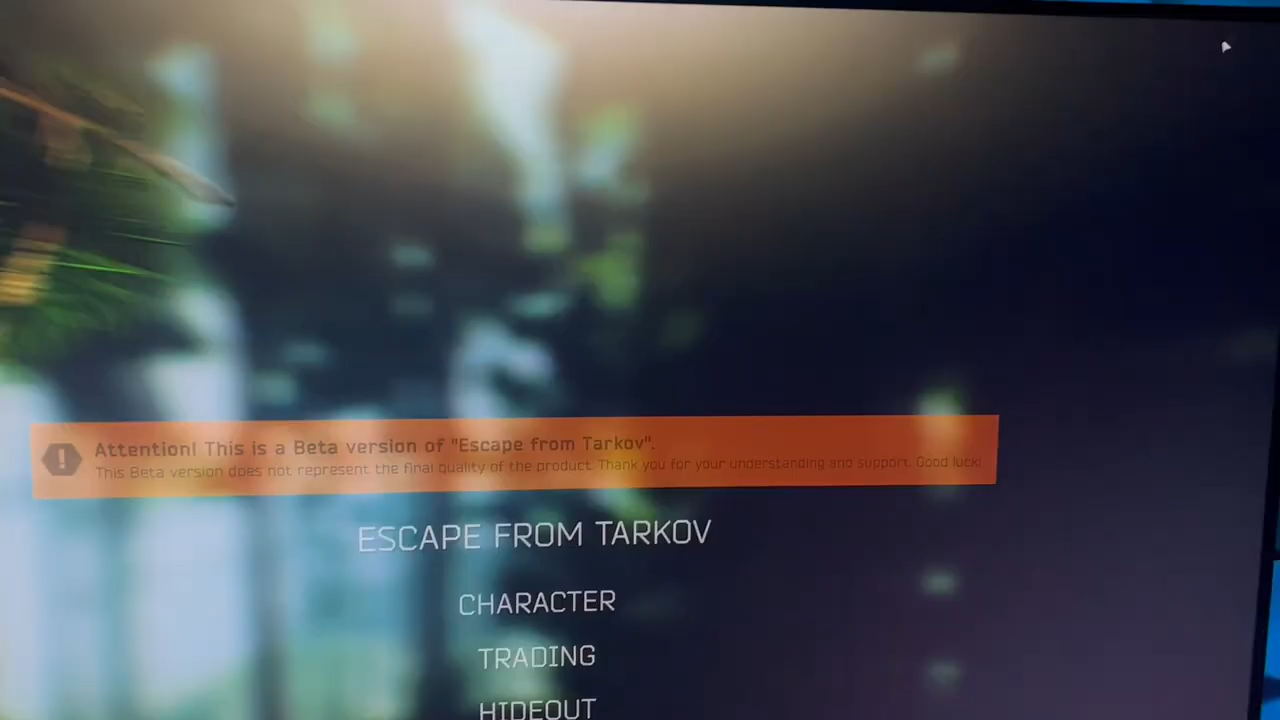 Attention! This is a Beta version of "Escape from Tarkov".
This Beta version does not represent the final quality of the product. Thank you for your understanding and support. Good luck!
ESCAPE FROM TARKOV
CHARACTER
TRADING
HIDEOUT